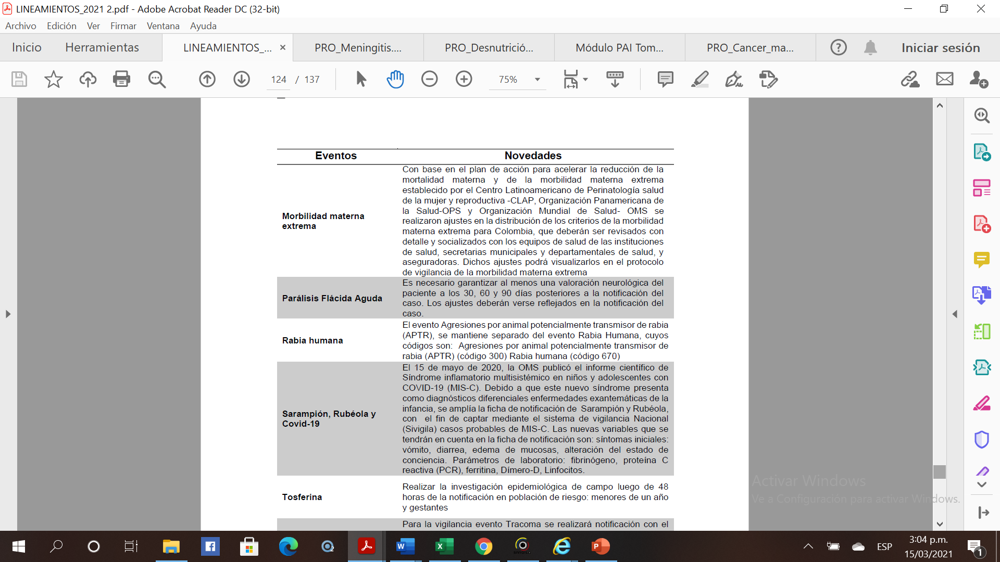 LINEAMIENTOS_2021 2.pdf - Adobe Acrobat Reader DC (32-bit)
Archivo Edición Ver Firmar Ventana Ayuda
Inicio Herramientas LINEAMIENTOS_... × PRO_Meningitis.... PRO_Desnutrició... Módulo PAI Tom... PRO_Cancer_ma... Iniciar sesión
124 / 137 75%
Eventos Novedades
Con base en el plan de acción para acelerar la reducción de la
mortalidad materna y de la morbilidad materna extrema
establecido por el Centro Latinoamericano de Perinatología salud
de la mujer y reproductiva -CLAP, Organización Panamericana de
la Salud-OPS y Organización Mundial de Salud- OMS se
realizaron ajustes en la distribución de los criterios de la morbilidad
materna extrema para Colombia, que deberán ser revisados con
detalle y socializados con los equipos de salud de las instituciones
de salud, secretarias municipales y departamentales de salud, y
aseguradoras. Dichos ajustes podrá visualizarlos en el protocolo
de vigilancia de la morbilidad materna extrema
Morbilidad materna
extrema
Es necesario garantizar al menos una valoración neurológica del
paciente a los 30, 60 y 90 días posteriores a la notificación del
caso. Los ajustes deberán verse reflejados en la notificación del
caso.
Parálisis Flácida Aguda
El evento Agresiones por animal potencialmente transmisor de rabia
(APTR), se mantiene separado del evento Rabia Humana, cuyos
códigos son: Agresiones por animal potencialmente transmisor de
rabia (APTR) (código 300) Rabia humana (código 670)
Rabia humana
El 15 de mayo de 2020, la OMS publicó el informe científico de
Síndrome inflamatorio multisistémico en niños y adolescentes con
COVID-19 (MIS-C). Debido a que este nuevo síndrome presenta
como diagnósticos diferenciales enfermedades exantemáticas de la
infancia, se amplía la ficha de notificación de Sarampión y Rubéola,
con el fin de captar mediante el sistema de vigilancia Nacional
(Sivigila) casos probables de MIS-C. Las nuevas variables que se
tendrán en cuenta en la ficha de notificación son: síntomas iniciales:
vómito, diarrea, edema de mucosas, alteración del estado de
conciencia. Parámetros de laboratorio: fibrinógeno, proteína C
reactiva (PCR), ferritina, Dímero-D, Linfocitos.
Sarampión, Rubéola y
Covid-19
Realizar la investigación epidemiológica de campo luego de 48
horas de la notificación en población de riesgo: menores de un año
y gestantes
Tosferina
Para la vigilancia evento Tracoma se realizará notificación con el
Activar Windows
Ve a Configuración para activar Windows.
ESP
3:04 p.m.
15/03/2021
1